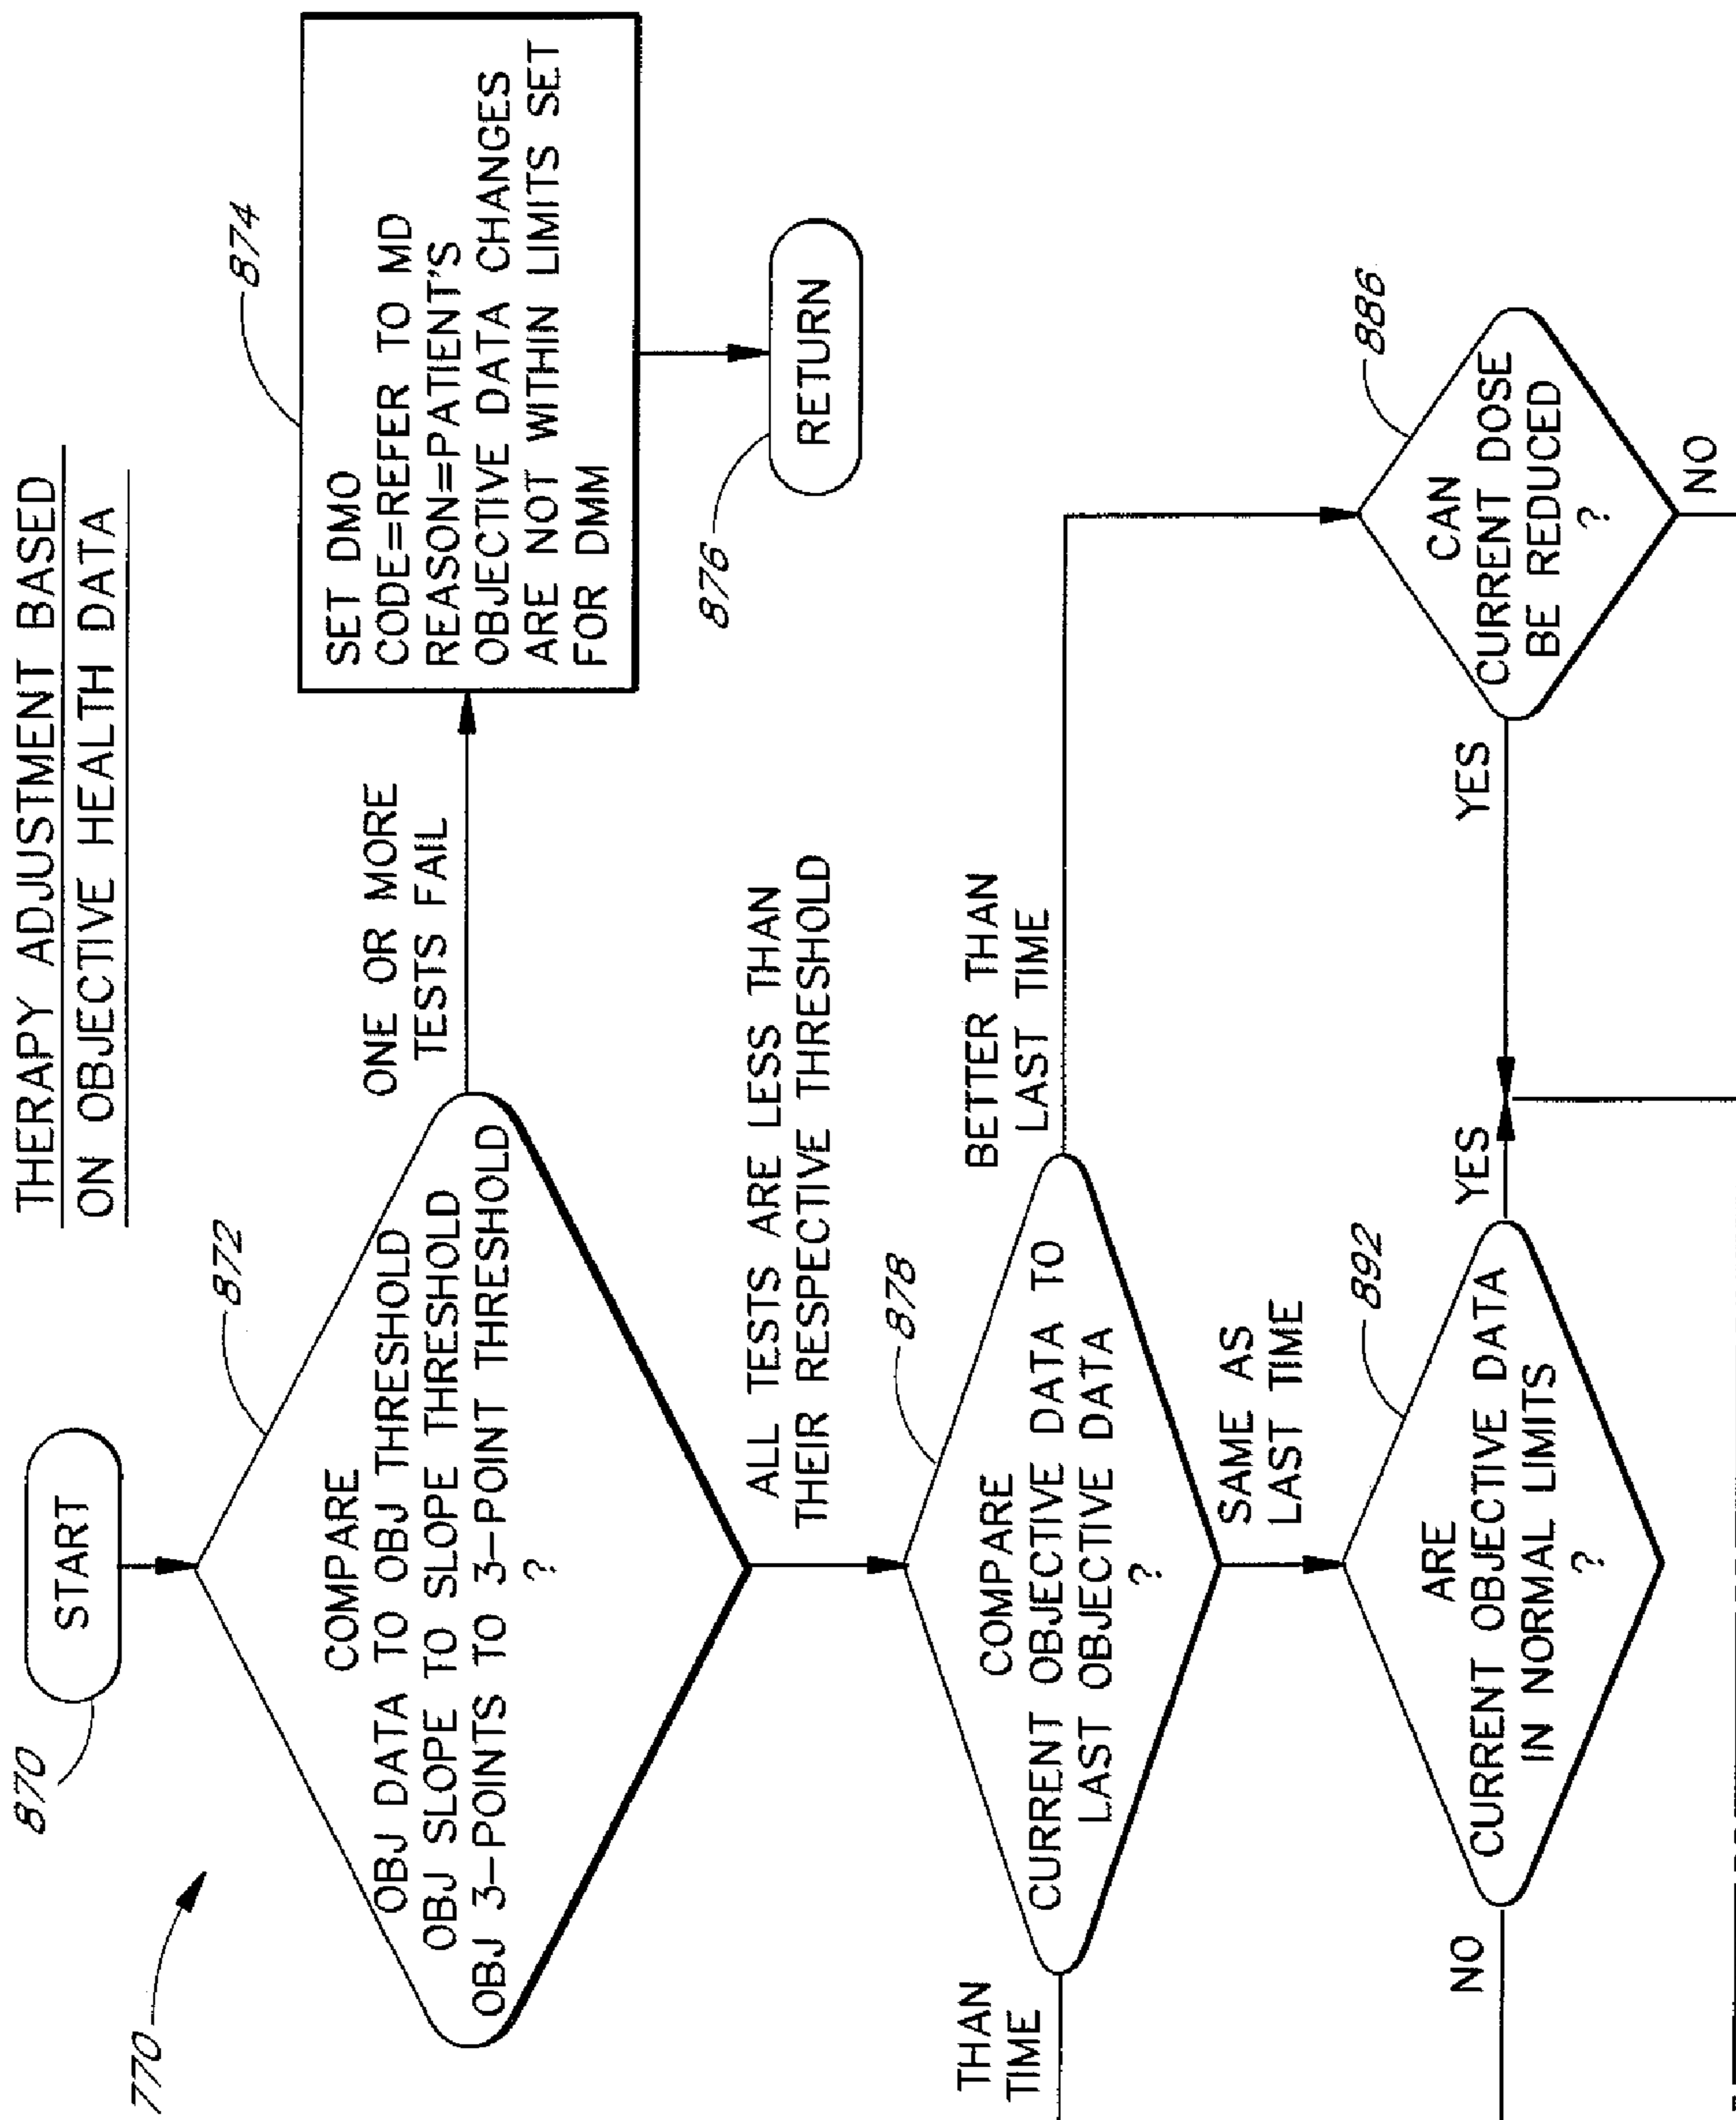 THERAPY ADJUSTMENT BASED
ON OBJECTIVE HEALTH DATA
770
870
START
872
COMPARE
OBJ DATA TO OBJ THRESHOLD
OBJ SLOPE TO SLOPE THRESHOLD
OBJ 3-POINTS TO 3-POINT THRESHOLD
?
ONE OR MORE
TESTS FAIL
874
SET DMO
CODE=REFER TO MD
REASON=PATIENT'S
OBJECTIVE DATA CHANGES
ARE NOT WITHIN LIMITS SET
FOR DMM
876
RETURN
ALL TESTS ARE LESS THAN
THEIR RESPECTIVE THRESHOLD
878
COMPARE
CURRENT OBJECTIVE DATA TO
LAST OBJECTIVE DATA
?
THAN
TIME
BETTER THAN
LAST TIME
SAME AS
LAST TIME
892
ARE
CURRENT OBJECTIVE DATA
IN NORMAL LIMITS
?
NO
YES
886
CAN
CURRENT DOSE
BE REDUCED
?
YES
NO